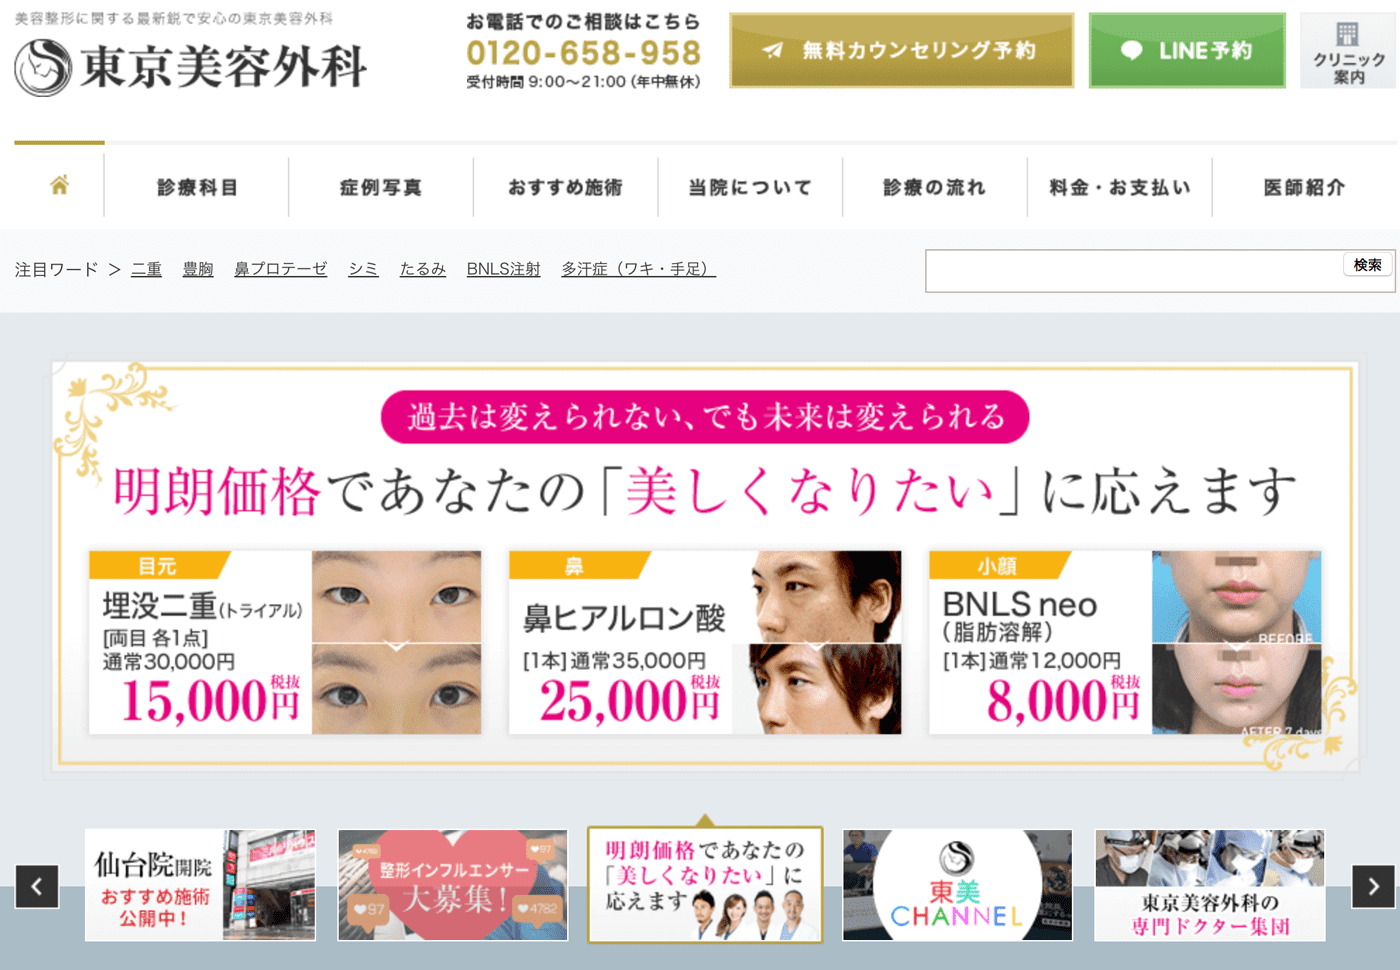 美容整形に関する最新鋭で安心の東京美容外科
東京美容外科
お電話でのご相談はこちら
0120-658-958
受付時間 9:00〜21:00 (年中無休)
無料カウンセリング予約
LINE予約
クリニック
案内
診療科目
症例写真
おすすめ施術
当院について
診療の流れ
料金・お支払い
医師紹介
注目ワード ＞ 二重 豊胸 鼻プロテーゼ シミ たるみ BNLS注射 多汗症（ワキ・手足）
検索
過去は変えられない、でも未来は変えられる
明朗価格であなたの「美しくなりたい」に応えます
目元
埋没二重(トライアル)
[両目 各1点]
通常30,000円
15,000円 税抜
鼻
鼻ヒアルロン酸
[1本]通常35,000円
25,000円 税抜
小顔
BNLS neo
（脂肪溶解）
[1本]通常12,000円
8,000円 税抜
BEFORE
AFTER 7 days
仙台院開院
おすすめ施術
公開中！
整形インフルエンサー
大募集！
97
97
4782
明朗価格であなたの
「美しくなりたい」に
応えます
東美
CHANNEL
東京美容外科の
専門ドクター集団